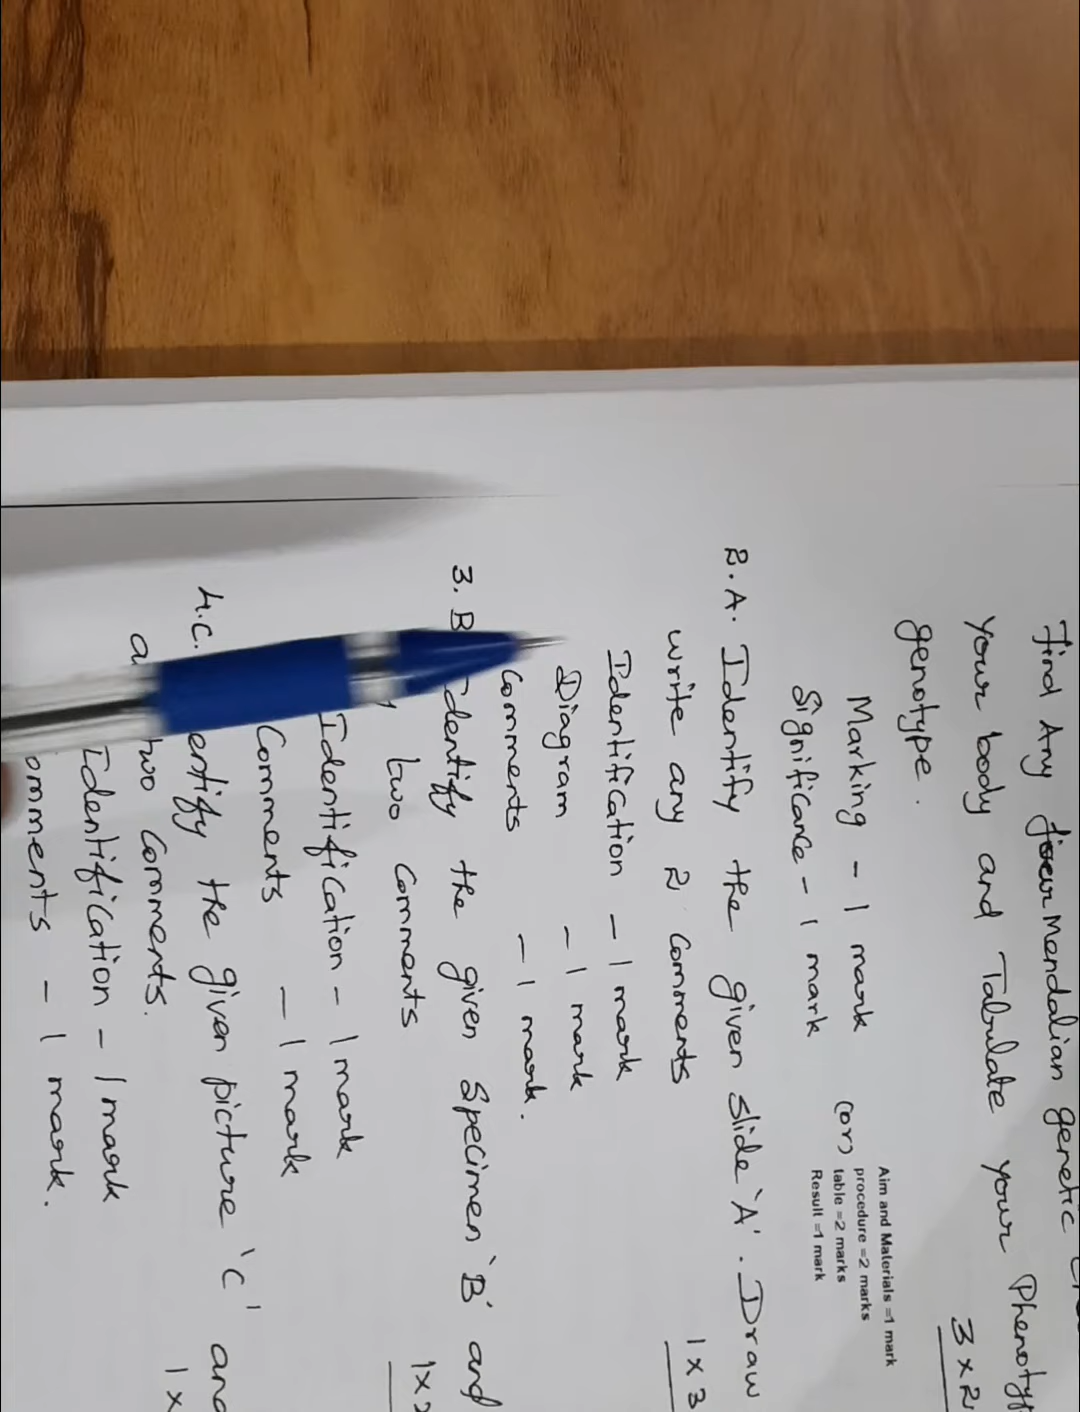 Find Any four Mendalian genetic
your body and Tabulate your Phenotyp
genotype.
3 x 2
Marking - 1 mark
Significance - 1 mark
(or)
Aim and Materials =1 mark
procedure =2 marks
table =2 marks
Result =1 mark
2. A. Identify the given slide 'A'. Draw
write any 2 comments
1 x 3
Identification - 1 mark
Diagram - 1 mark
Comments - 1 mark.
3. B dentify the given Specimen 'B' and
y two comments
1x2
Identification - 1 mark
Comments - 1 mark
4. C. entify the given picture 'C' and
a two comments.
1 x
Identification - 1 mark
omments - 1 mark.